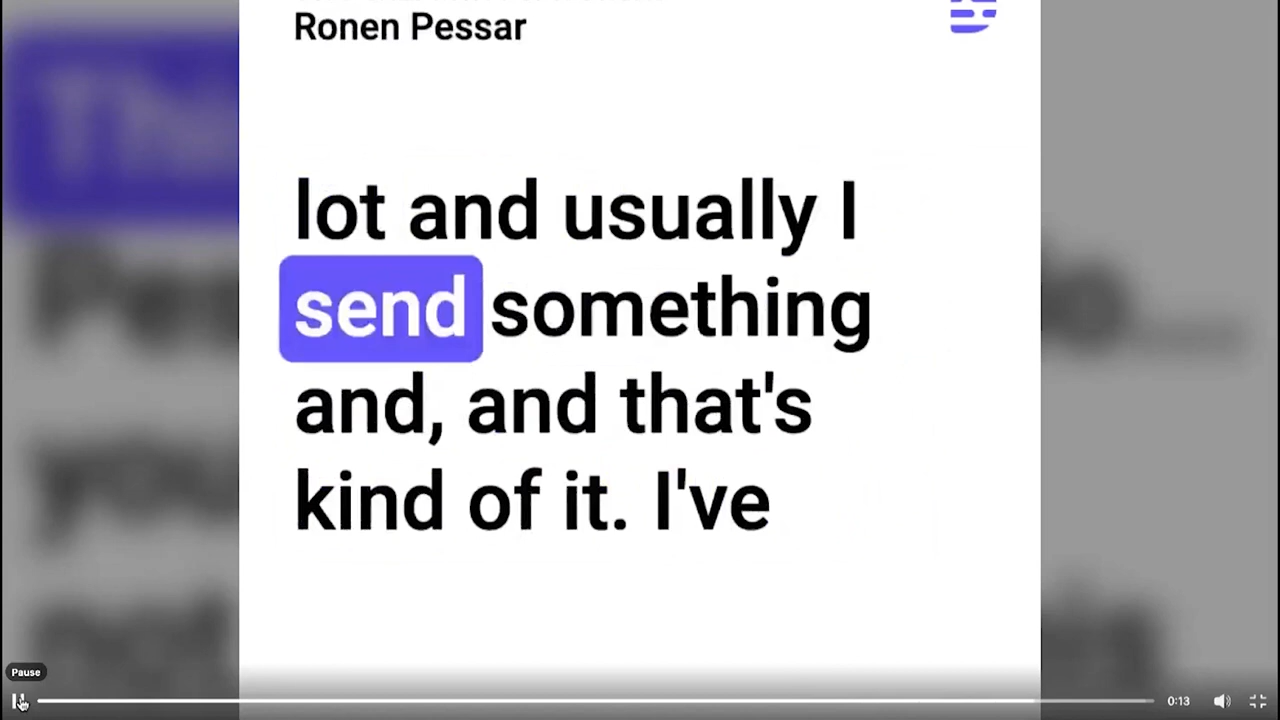 Ronen Pessar
lot and usually I
send something
and, and that's
kind of it. I've
Pause
0:13